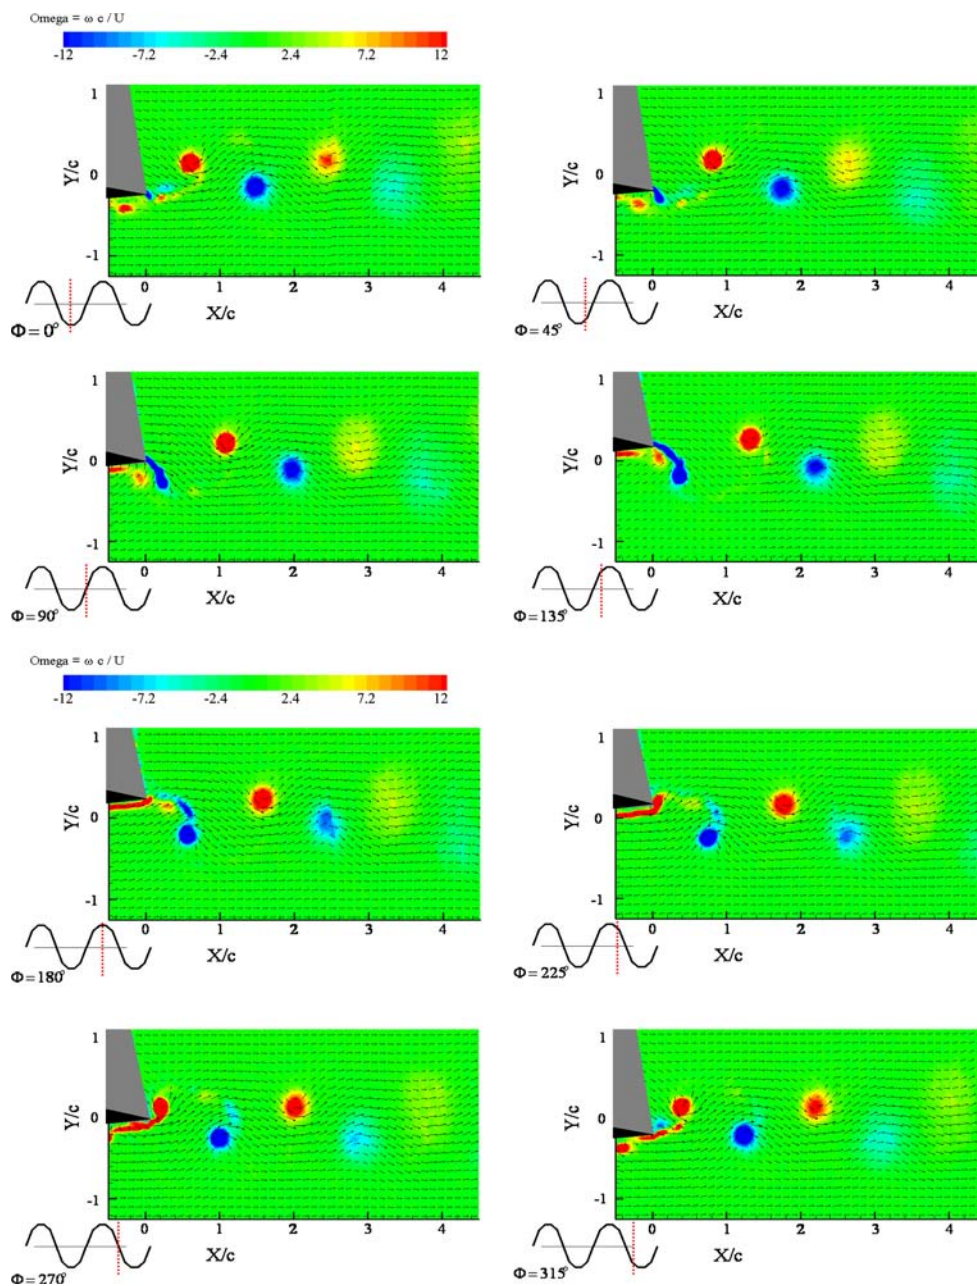 Omega = ω c / U
-12 -7.2 -2.4 2.4 7.2 12
1
0
-1
Y/c
0 1 2 3 4
X/c
Φ=0°
1
0
-1
Y/c
0 1 2 3 4
X/c
Φ=45°
1
0
-1
Y/c
0 1 2 3 4
X/c
Φ=90°
1
0
-1
Y/c
0 1 2 3 4
X/c
Φ=135°
Omega = ω c / U
-12 -7.2 -2.4 2.4 7.2 12
1
0
-1
Y/c
0 1 2 3 4
X/c
Φ=180°
1
0
-1
Y/c
0 1 2 3 4
X/c
Φ=225°
1
0
-1
Y/c
0 1 2 3 4
X/c
Φ=270°
1
0
-1
Y/c
0 1 2 3 4
X/c
Φ=315°